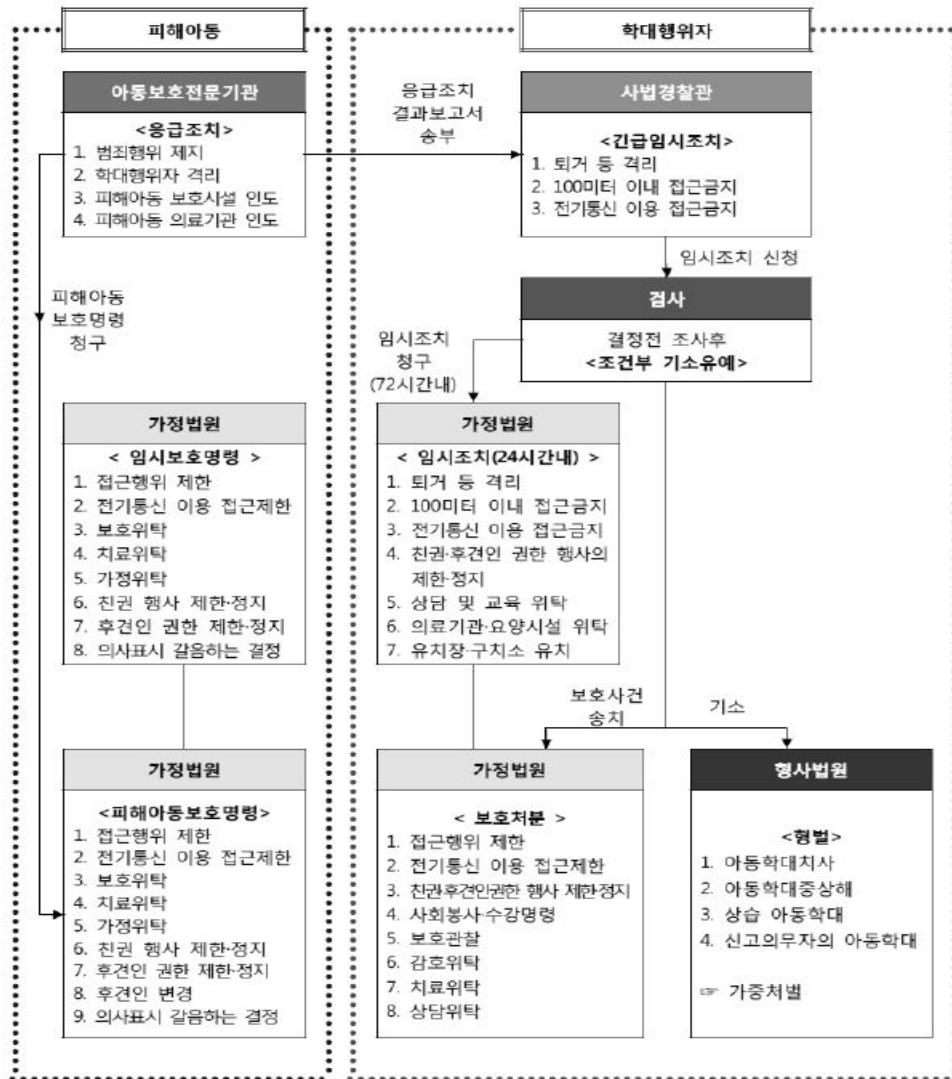 피해아동
아동보호전문기관
<응급조치>
1. 범죄행위 제지
2. 학대행위자 격리
3. 피해아동 보호시설 인도
4. 피해아동 의료기관 인도
피해아동
보호명령
청구
가정법원
< 임시보호명령 >
1. 접근행위 제한
2. 전기통신 이용 접근제한
3. 보호위탁
4. 치료위탁
5. 가정위탁
6. 친권 행사 제한·정지
7. 후견인 권한 제한·정지
8. 의사표시 갈음하는 결정
가정법원
<피해아동보호명령>
1. 접근행위 제한
2. 전기통신 이용 접근제한
3. 보호위탁
4. 치료위탁
5. 가정위탁
6. 친권 행사 제한·정지
7. 후견인 권한 제한·정지
8. 후견인 변경
9. 의사표시 갈음하는 결정
학대행위자
응급조치
결과보고서
송부
사법경찰관
<긴급임시조치>
1. 퇴거 등 격리
2. 100미터 이내 접근금지
3. 전기통신 이용 접근금지
임시조치 신청
검사
결정전 조사후
<조건부 기소유예>
임시조치
청구
(72시간내)
가정법원
< 임시조치(24시간내) >
1. 퇴거 등 격리
2. 100미터 이내 접근금지
3. 전기통신 이용 접근금지
4. 친권·후견인 권한 행사의
제한·정지
5. 상담 및 교육 위탁
6. 의료기관·요양시설 위탁
7. 유치장·구치소 유치
보호사건
송치
기소
가정법원
< 보호처분 >
1. 접근행위 제한
2. 전기통신 이용 접근제한
3. 친권·후견인권한 행사 제한·정지
4. 사회봉사·수강명령
5. 보호관찰
6. 감호위탁
7. 치료위탁
8. 상담위탁
형사법원
<형벌>
1. 아동학대치사
2. 아동학대중상해
3. 상습 아동학대
4. 신고의무자의 아동학대
☞ 가중처벌